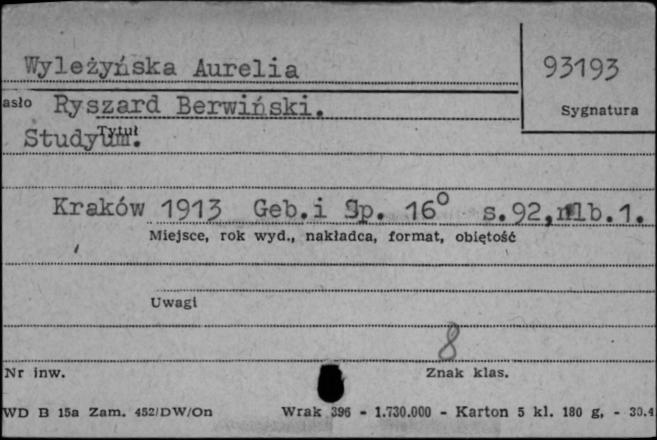 Wyleżyńska Aurelia
93193
asło Ryszard Berwiński.
Sygnatura
Tytuł
Studyum.
Kraków 1913 Geb.i Sp. 16° s.92,nlb.1.
Miejsce, rok wyd., nakładca, format, objętość
Uwagi
8
Nr inw.
Znak klas.
WD B 15a Zam. 452/DW/On Wrak 396 - 1.730.000 - Karton 5 kl. 180 g. - 30.4